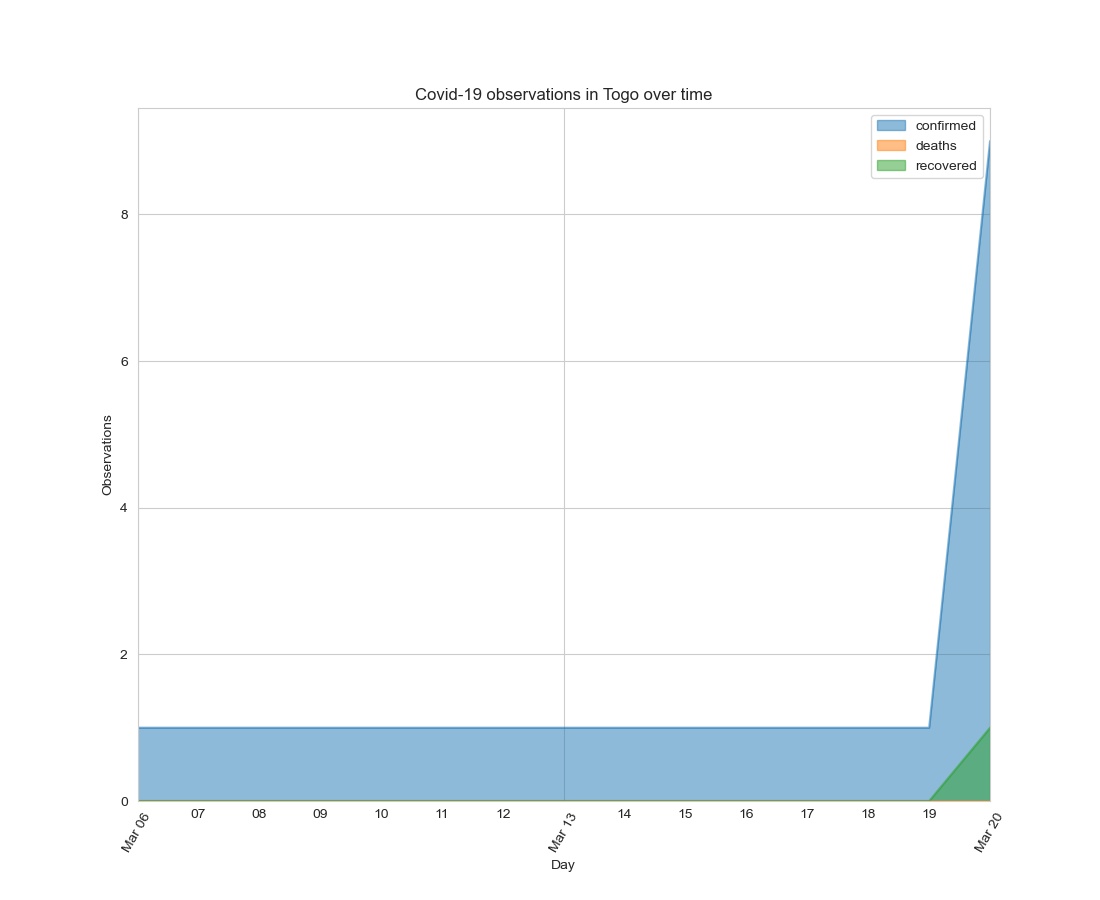 Covid-19 observations in Togo over time
confirmed
deaths
recovered
8
6
4
2
0
Observations
Mar 06
07
08
09
10
11
12
Mar 13
14
15
16
17
18
19
Mar 20
Day